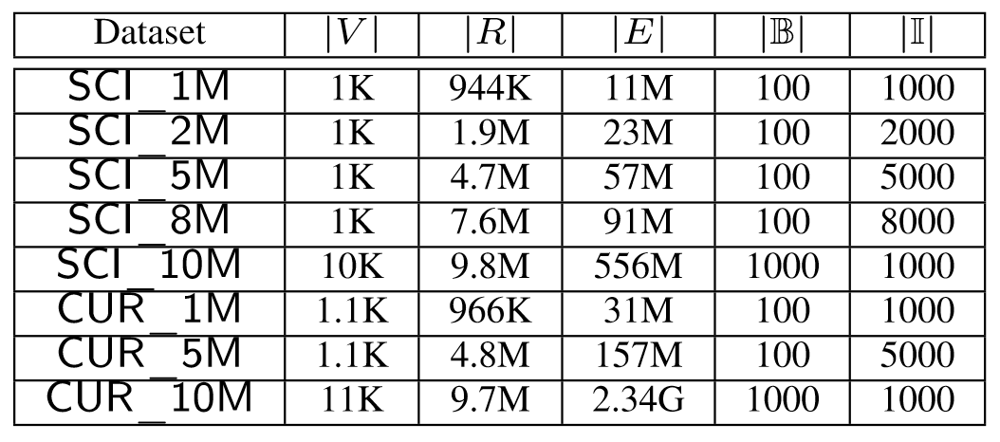 Dataset |V| |R| |E| |𝔹| |𝕀|
SCI_1M 1K 944K 11M 100 1000
SCI_2M 1K 1.9M 23M 100 2000
SCI_5M 1K 4.7M 57M 100 5000
SCI_8M 1K 7.6M 91M 100 8000
SCI_10M 10K 9.8M 556M 1000 1000
CUR_1M 1.1K 966K 31M 100 1000
CUR_5M 1.1K 4.8M 157M 100 5000
CUR_10M 11K 9.7M 2.34G 1000 1000